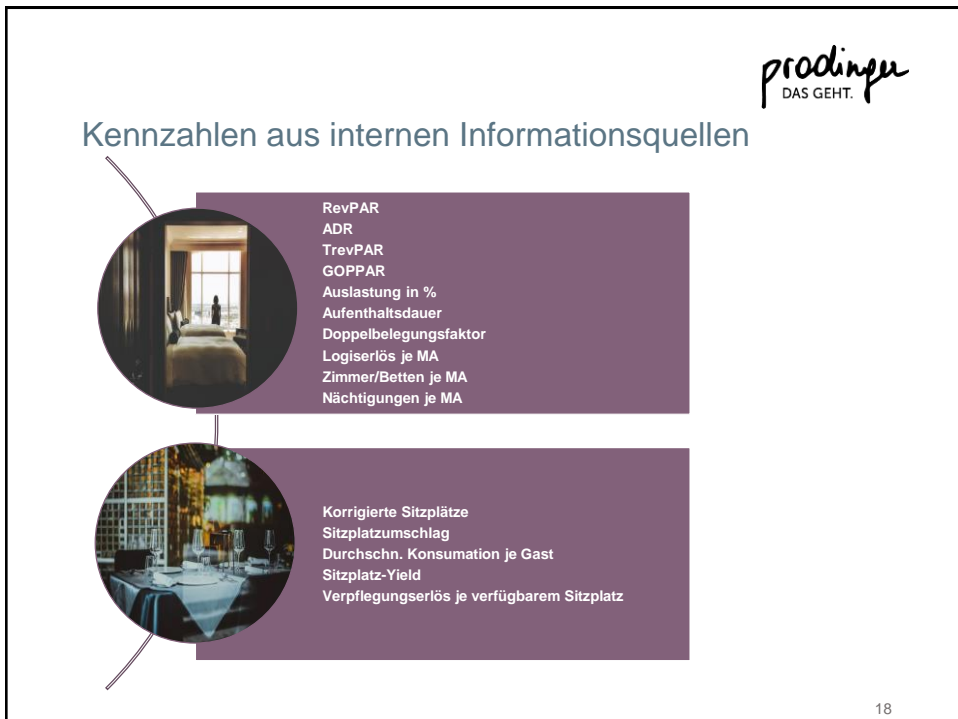 prodinger
DAS GEHT.
Kennzahlen aus internen Informationsquellen
RevPAR
ADR
TrevPAR
GOPPAR
Auslastung in %
Aufenthaltsdauer
Doppelbelegungsfaktor
Logiserlös je MA
Zimmer/Betten je MA
Nächtigungen je MA
Korrigierte Sitzplätze
Sitzplatzumschlag
Durchschn. Konsumation je Gast
Sitzplatz-Yield
Verpflegungserlös je verfügbarem Sitzplatz
18